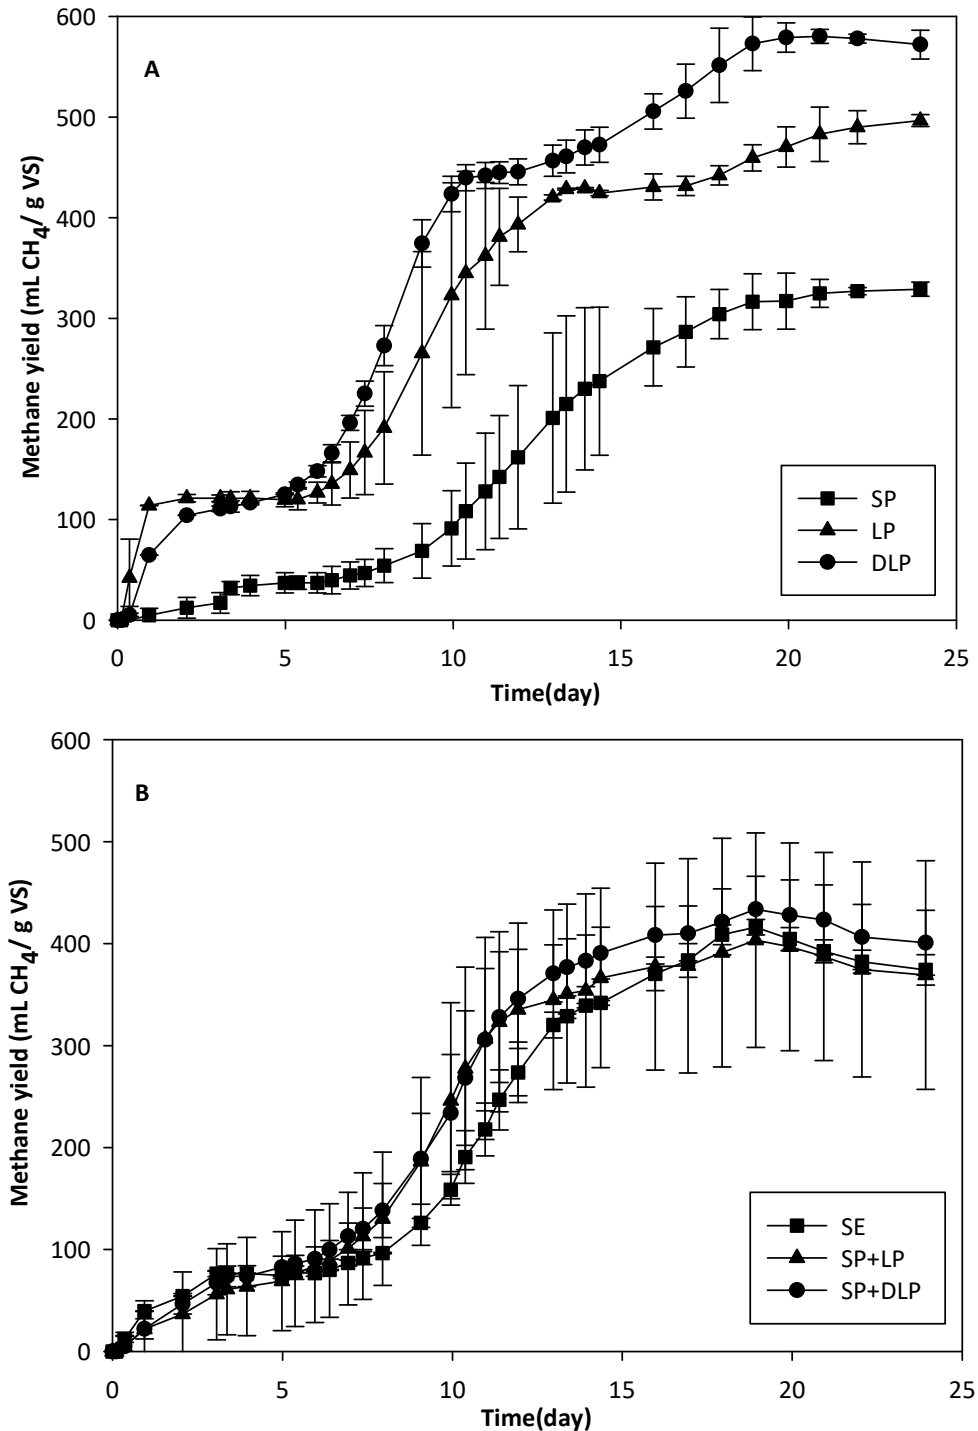 A
Methane yield (mL CH4/ g VS)
600
500
400
300
200
100
0
SP
LP
DLP
0 5 10 15 20 25
Time(day)
B
Methane yield (mL CH4/ g VS)
600
500
400
300
200
100
0
SE
SP+LP
SP+DLP
0 5 10 15 20 25
Time(day)